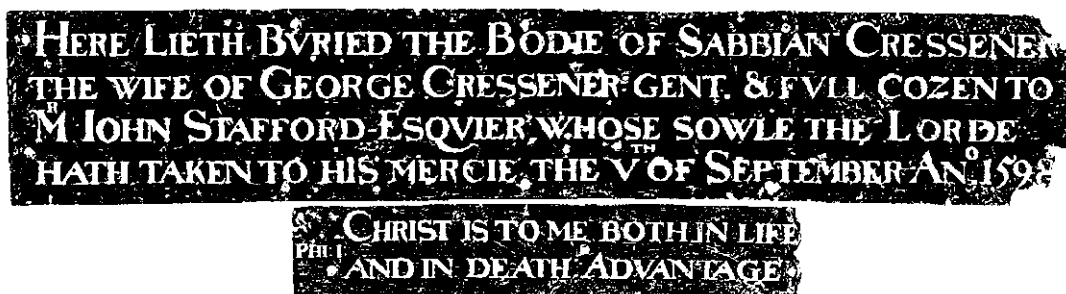 HERE LIETH BVRIED THE BODIE OF SABBIAN CRESSENER
THE WIFE OF GEORGE CRESSENER GENT. & FVLL COZEN TO
Mʀ IOHN STAFFORD-ESQVIER, WHOSE SOWLE THE LORDE
HATH TAKEN TO HIS MERCIE, THE Vᵀᴴ OF SEPTEMBER ANº. 1598
CHRIST IS TO ME BOTH IN LIFE
PHI I
AND IN DEATH ADVANTAGE